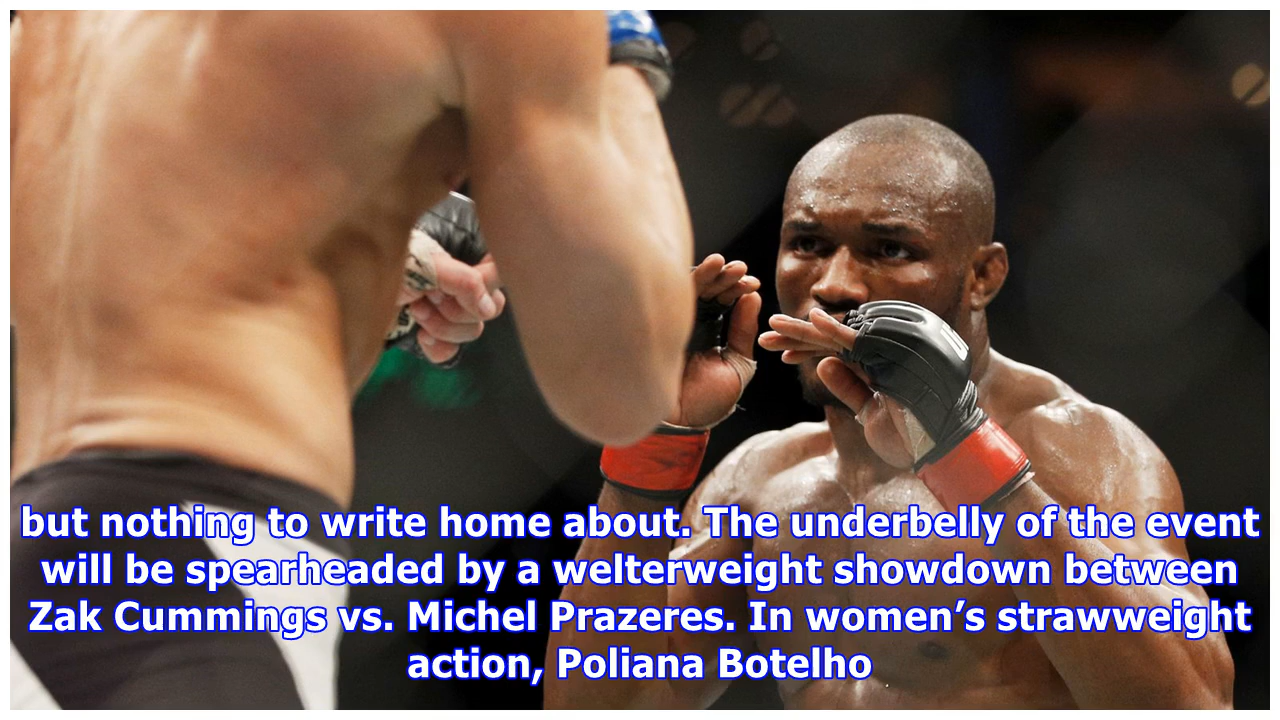 but nothing to write home about. The underbelly of the event
will be spearheaded by a welterweight showdown between
Zak Cummings vs. Michel Prazeres. In women’s strawweight
action, Poliana Botelho